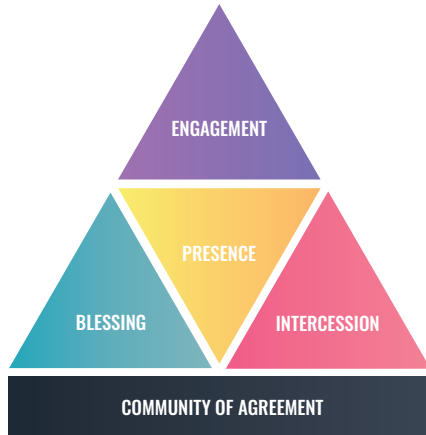 ENGAGEMENT
PRESENCE
BLESSING
INTERCESSION
COMMUNITY OF AGREEMENT